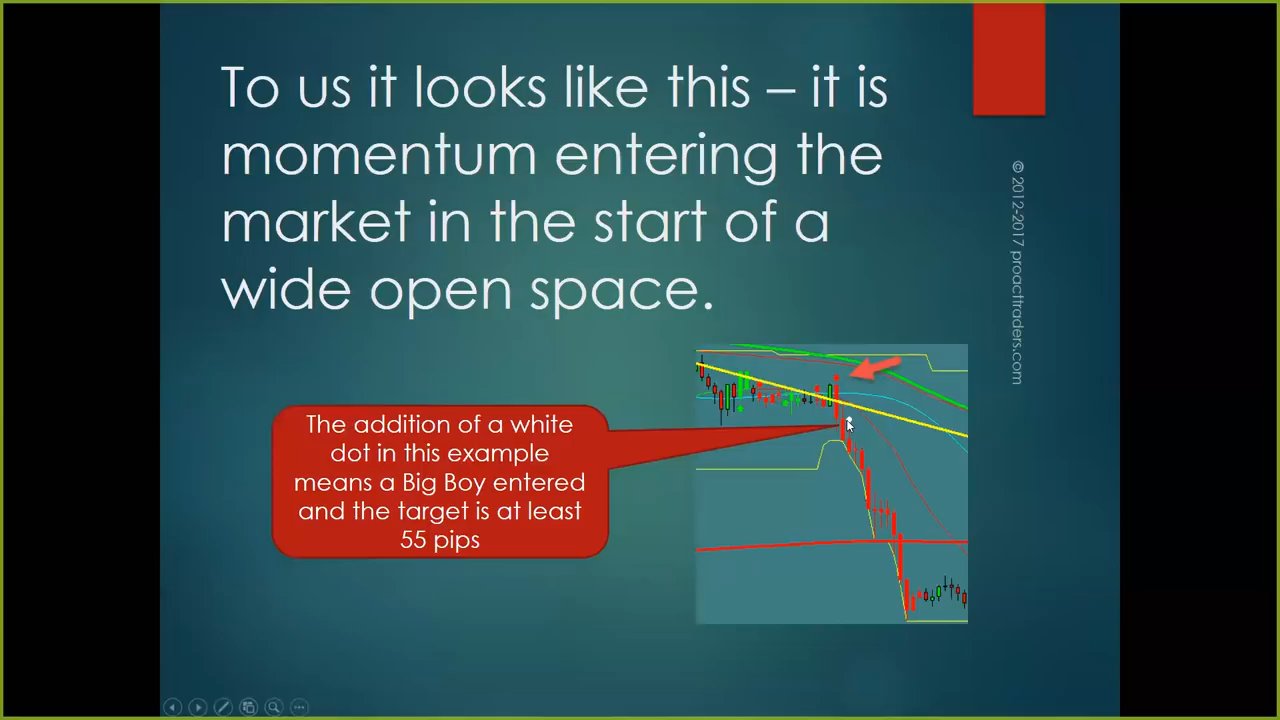 To us it looks like this – it is
momentum entering the
market in the start of a
wide open space.
© 2012-2017 proacttraders.com
The addition of a white
dot in this example
means a Big Boy entered
and the target is at least
55 pips